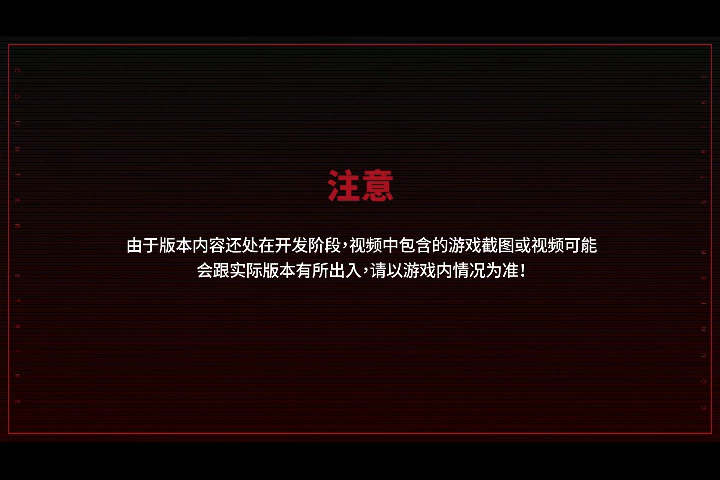 注意
由于版本内容还处在开发阶段，视频中包含的游戏截图或视频可能
会跟实际版本有所出入，请以游戏内情况为准！